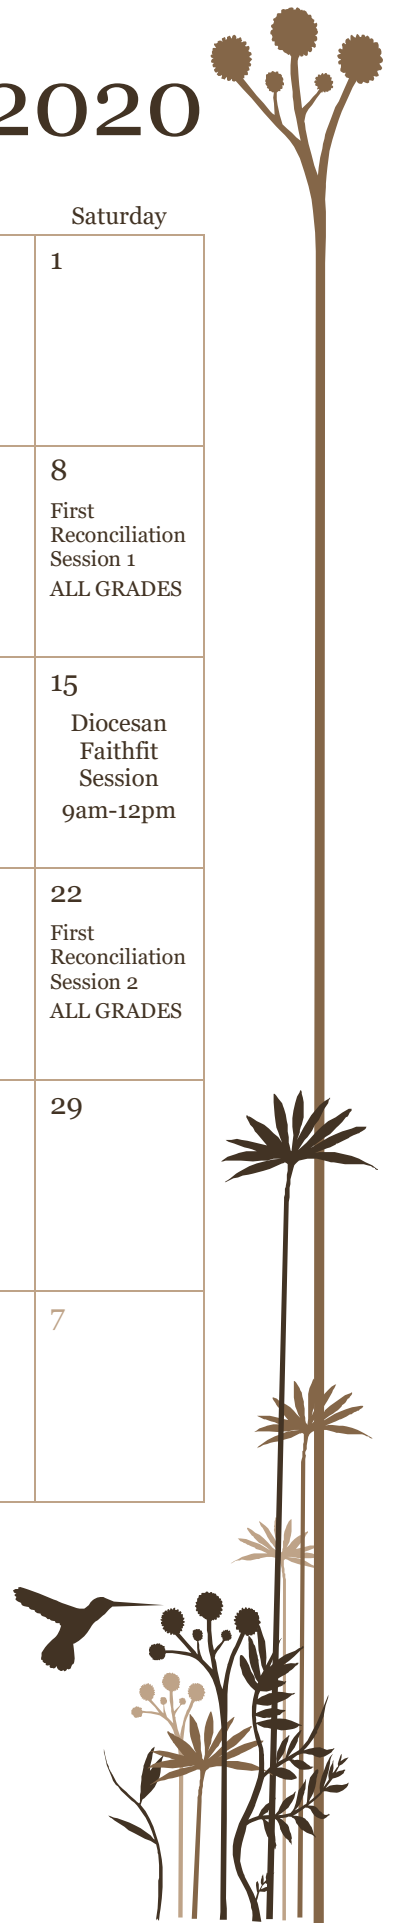 2020
Saturday
1
8
First
Reconciliation
Session 1
ALL GRADES
15
Diocesan
Faithfit
Session
9am-12pm
22
First
Reconciliation
Session 2
ALL GRADES
29
7